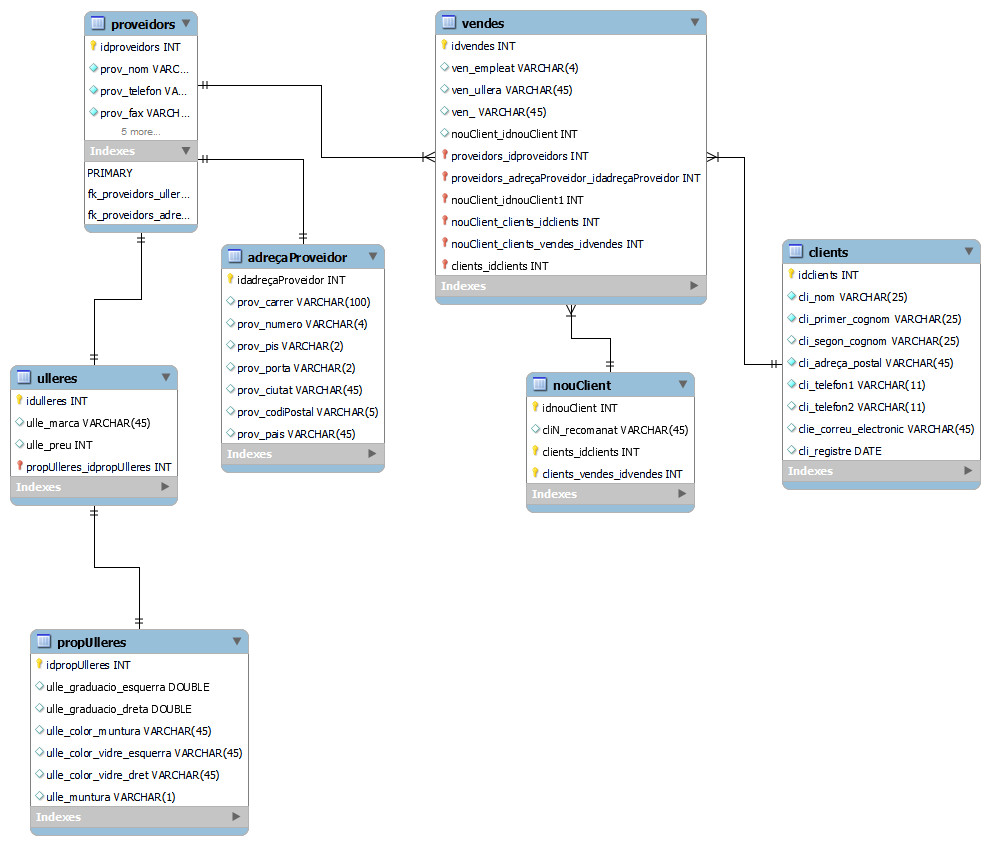 proveidors
idproveidors INT
prov_nom VARC...
prov_telefon VA...
prov_fax VARCH...
5 more...
Indexes
PRIMARY
fk_proveidors_uller...
fk_proveidors_adre...
vendes
idvendes INT
ven_empleat VARCHAR(4)
ven_ullera VARCHAR(45)
ven_ VARCHAR(45)
nouClient_idnouClient INT
proveidors_idproveidors INT
proveidors_adreçaProveidor_idadreçaProveidor INT
nouClient_idnouClient1 INT
nouClient_clients_idclients INT
nouClient_clients_vendes_idvendes INT
clients_idclients INT
Indexes
adreçaProveidor
idadreçaProveidor INT
prov_carrer VARCHAR(100)
prov_numero VARCHAR(4)
prov_pis VARCHAR(2)
prov_porta VARCHAR(2)
prov_ciutat VARCHAR(45)
prov_codiPostal VARCHAR(5)
prov_pais VARCHAR(45)
Indexes
clients
idclients INT
cli_nom VARCHAR(25)
cli_primer_cognom VARCHAR(25)
cli_segon_cognom VARCHAR(25)
cli_adreça_postal VARCHAR(45)
cli_telefon1 VARCHAR(11)
cli_telefon2 VARCHAR(11)
clie_correu_electronic VARCHAR(45)
cli_registre DATE
Indexes
ulleres
idulleres INT
ulle_marca VARCHAR(45)
ulle_preu INT
propUlleres_idpropUlleres INT
Indexes
nouClient
idnouClient INT
cliN_recomanat VARCHAR(45)
clients_idclients INT
clients_vendes_idvendes INT
Indexes
propUlleres
idpropUlleres INT
ulle_graduacio_esquerra DOUBLE
ulle_graduacio_dreta DOUBLE
ulle_color_muntura VARCHAR(45)
ulle_color_vidre_esquerra VARCHAR(45)
ulle_color_vidre_dret VARCHAR(45)
ulle_muntura VARCHAR(1)
Indexes